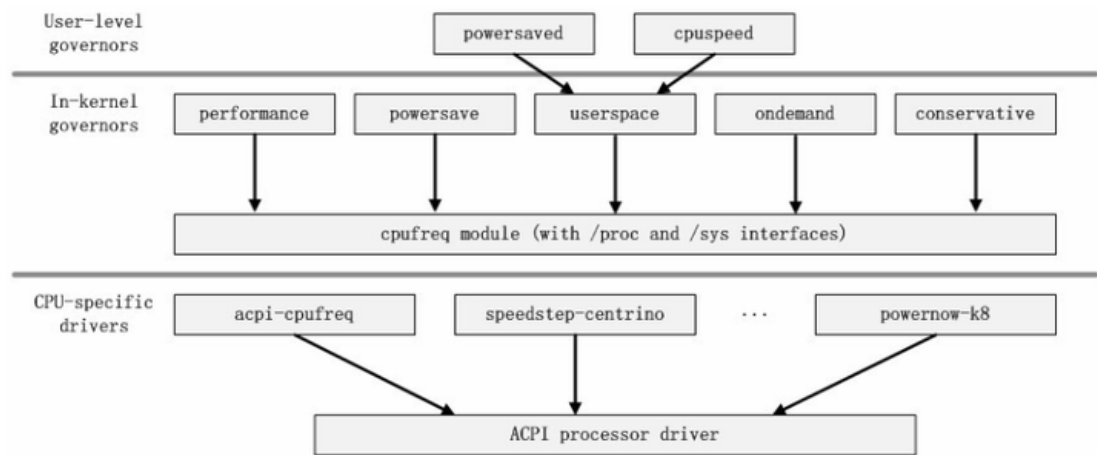 User-level
governors
powersaved
cpuspeed
In-kernel
governors
performance
powersave
userspace
ondemand
conservative
cpufreq module (with /proc and /sys interfaces)
CPU-specific
drivers
acpi-cpufreq
speedstep-centrino
...
powernow-k8
ACPI processor driver